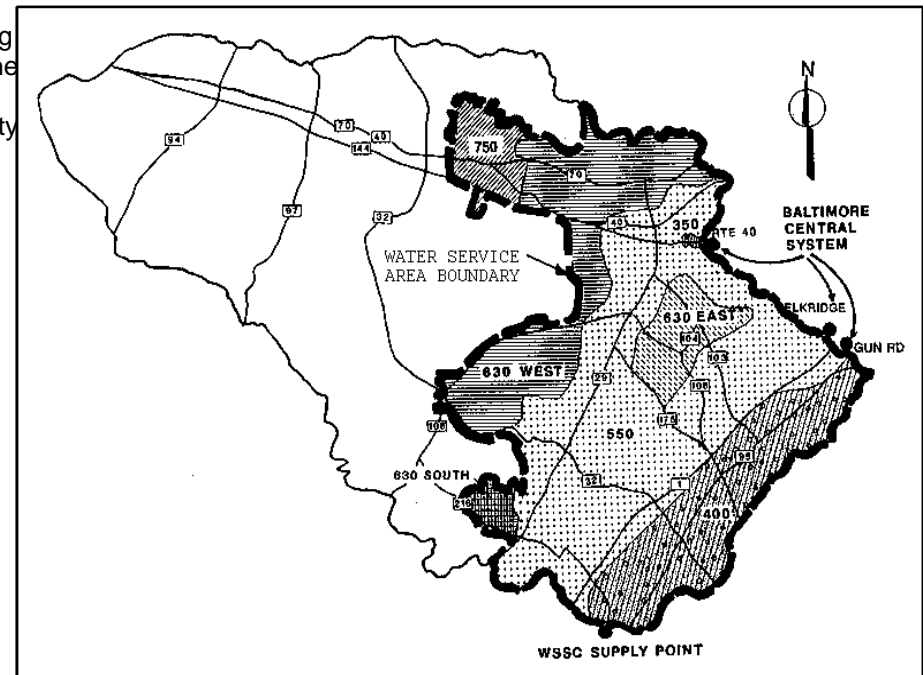 g
ne
ty
N
94
70
40
144
97
32
750
70
40
350
RTE 40
BALTIMORE
CENTRAL
SYSTEM
WATER SERVICE
AREA BOUNDARY
630 EAST
ELKRIDGE
GUN RD
104
103
630 WEST
29
108
108
175
550
95
630 SOUTH
32
1
216
400
WSSC SUPPLY POINT